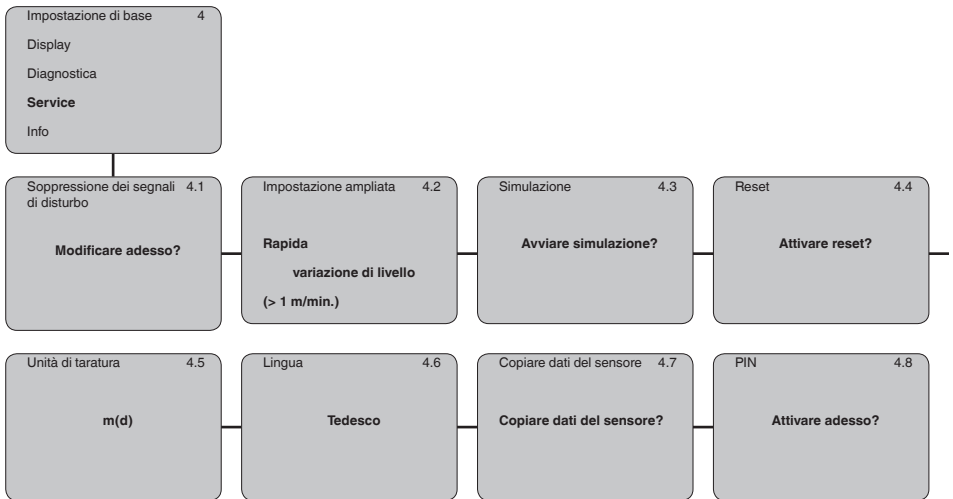 Impostazione di base 4
Display
Diagnostica
Service
Info
Soppressione dei segnali 4.1
di disturbo
Modificare adesso?
Impostazione ampliata 4.2
Rapida
variazione di livello
(> 1 m/min.)
Simulazione 4.3
Avviare simulazione?
Reset 4.4
Attivare reset?
Unità di taratura 4.5
m(d)
Lingua 4.6
Tedesco
Copiare dati del sensore 4.7
Copiare dati del sensore?
PIN 4.8
Attivare adesso?